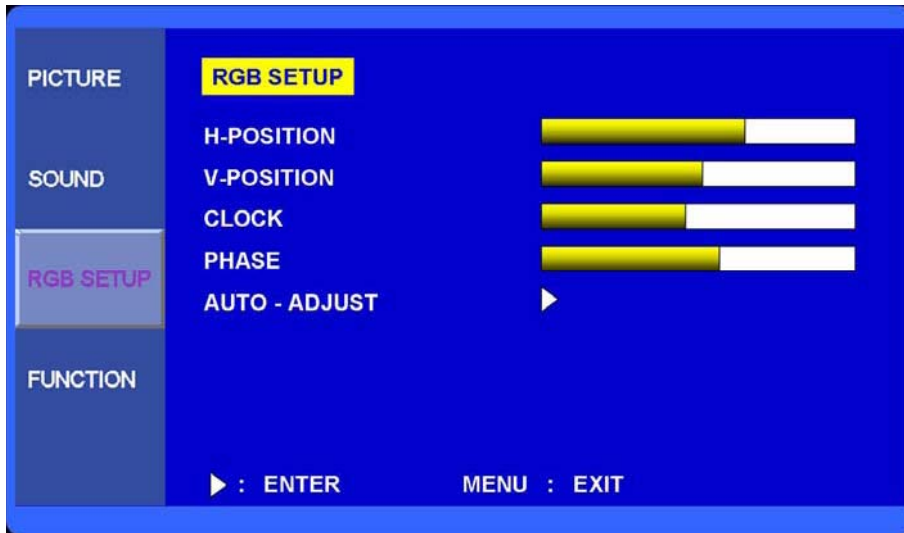 PICTURE
SOUND
RGB SETUP
FUNCTION
RGB SETUP
H-POSITION
V-POSITION
CLOCK
PHASE
AUTO - ADJUST
: ENTER MENU : EXIT